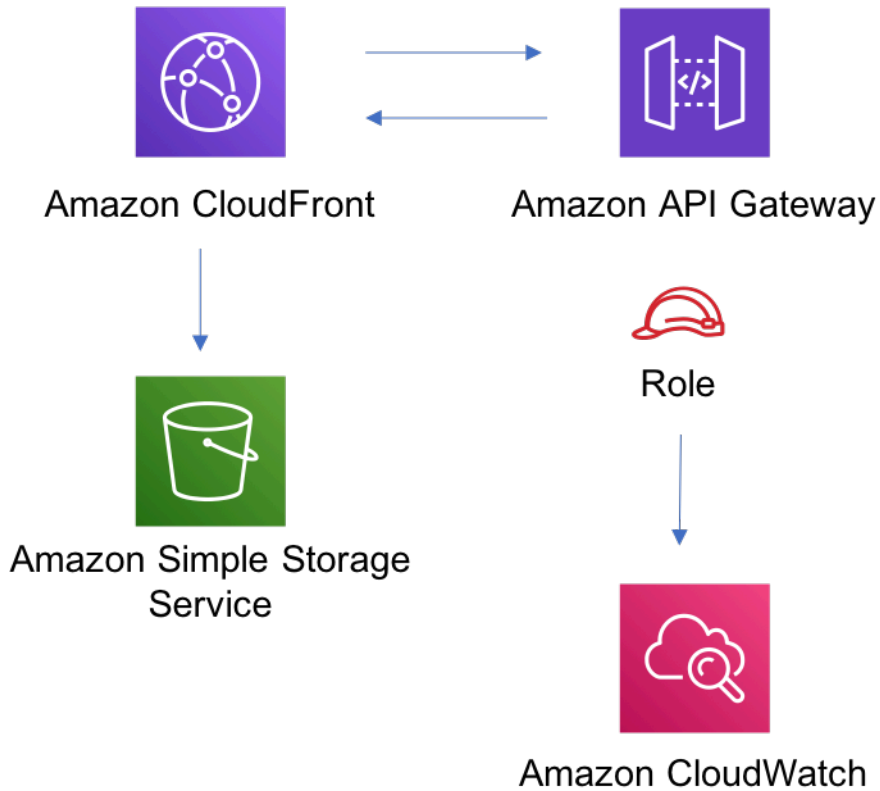 Amazon CloudFront
Amazon API Gateway
</>
Role
Amazon Simple Storage
Service
Amazon CloudWatch